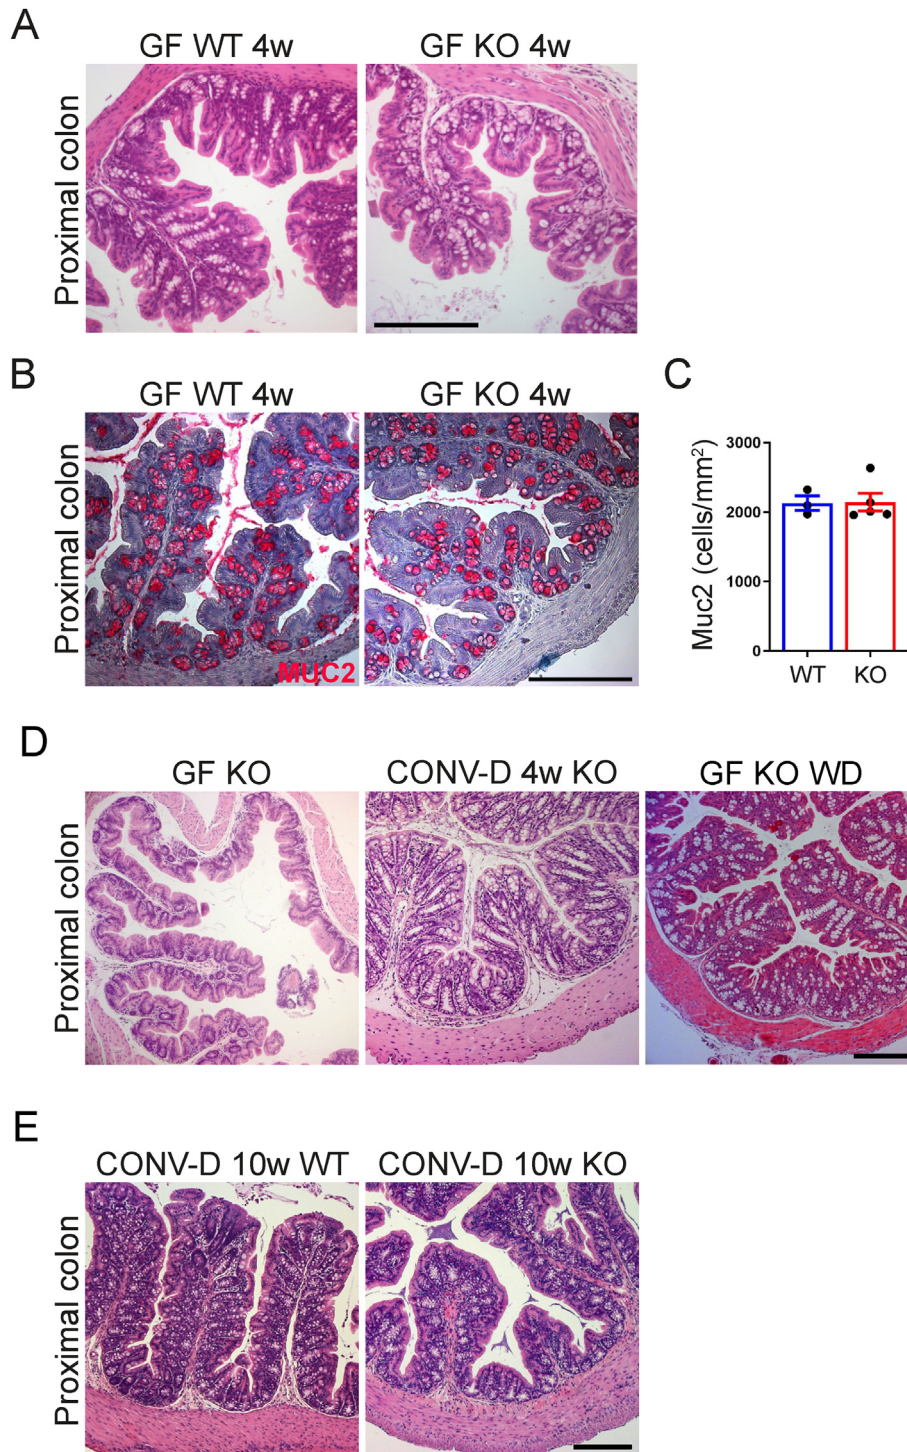 A
GF WT 4w
GF KO 4w
Proximal colon
B
GF WT 4w
GF KO 4w
Proximal colon
MUC2
C
Muc2 (cells/mm²)
3000
2000
1000
0
WT
KO
D
GF KO
CONV-D 4w KO
GF KO WD
Proximal colon
E
CONV-D 10w WT
CONV-D 10w KO
Proximal colon